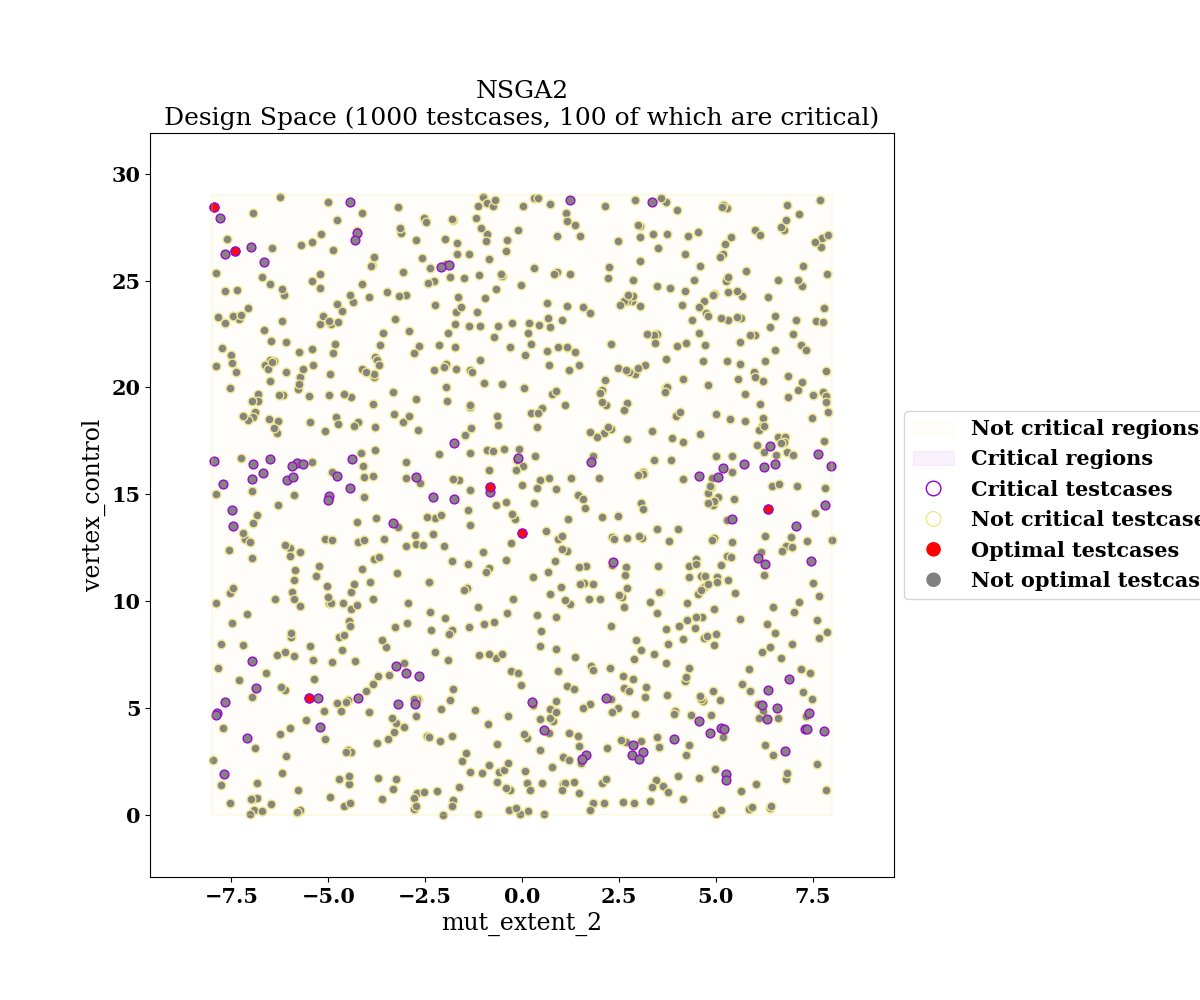 NSGA2
Design Space (1000 testcases, 100 of which are critical)
30
25
20
15
10
5
0
vertex_control
−7.5 −5.0 −2.5 0.0 2.5 5.0 7.5
mut_extent_2
Not critical regions
Critical regions
Critical testcases
Not critical testcase
Optimal testcases
Not optimal testcas